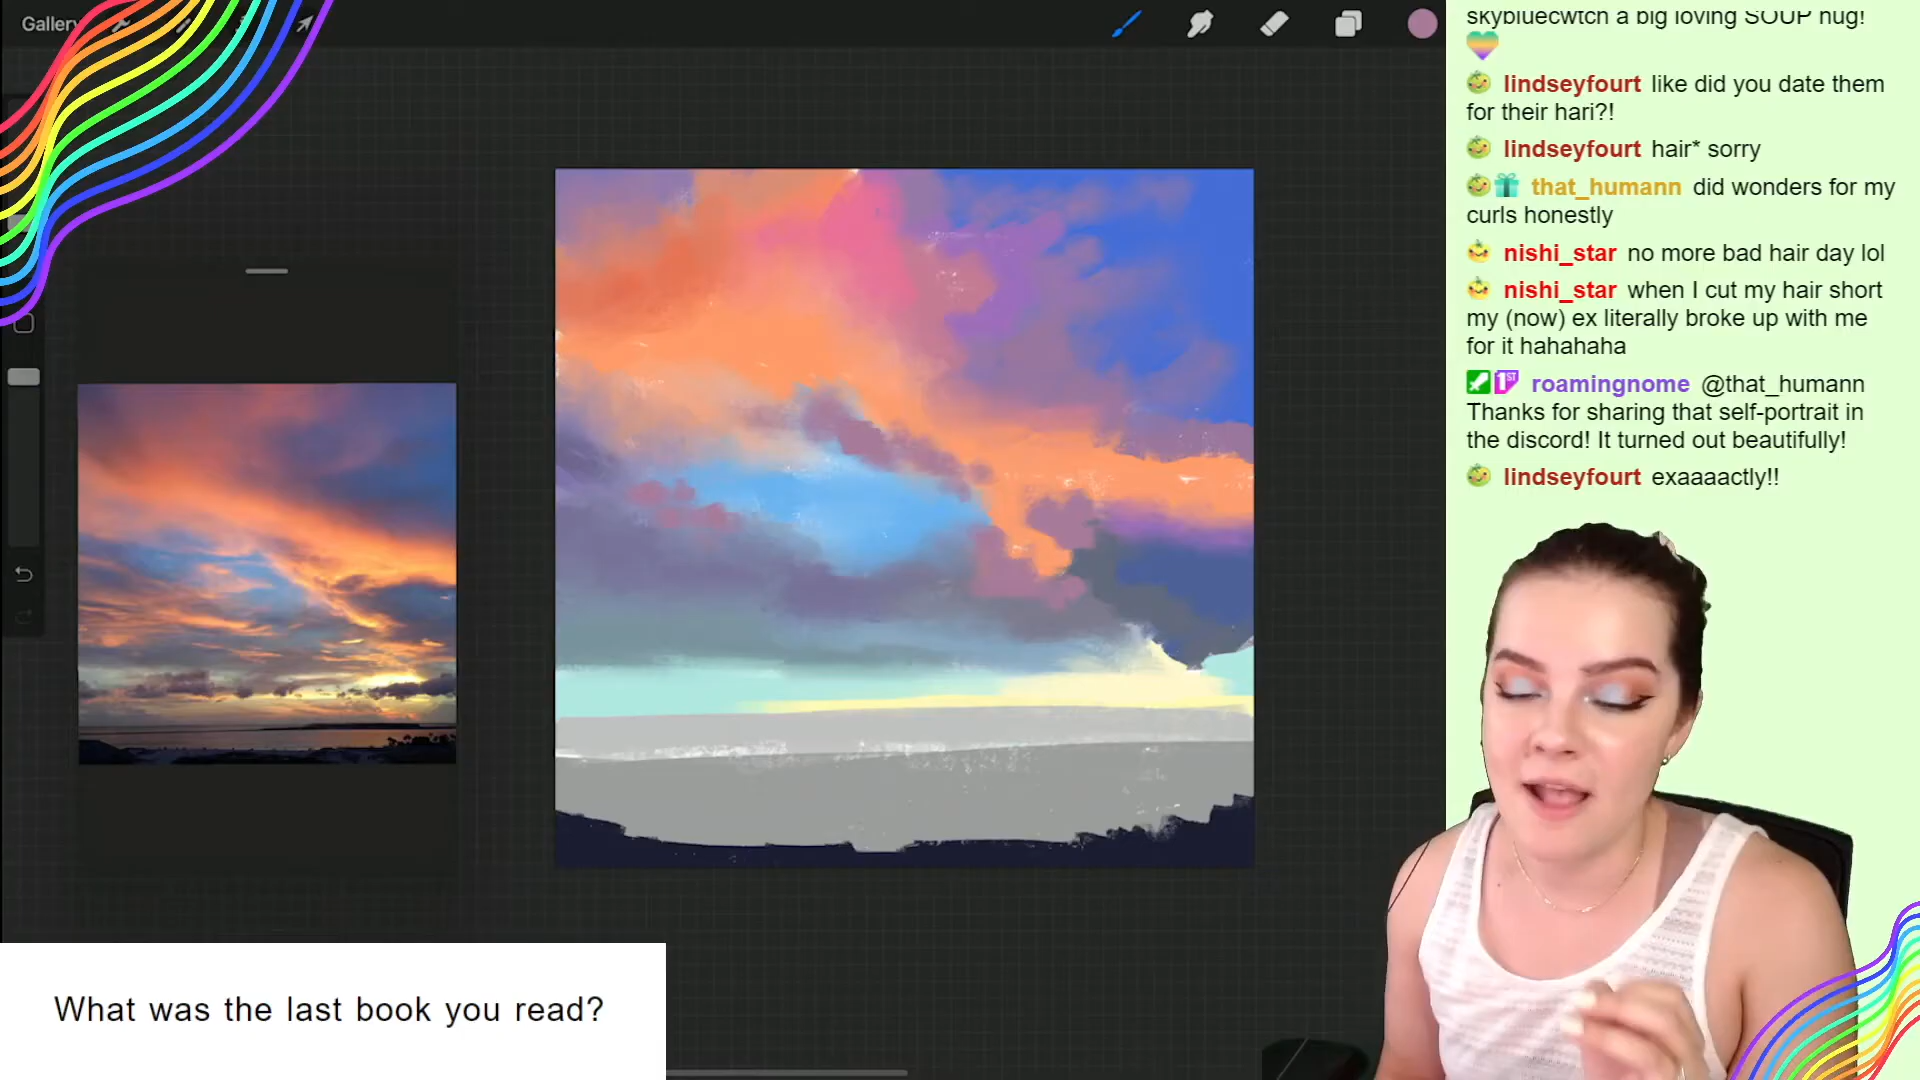 Gallery
skybluecwtch a big loving SOUP hug!
lindseyfourt like did you date them
for their hari?!
lindseyfourt hair* sorry
that_humann did wonders for my
curls honestly
nishi_star no more bad hair day lol
nishi_star when I cut my hair short
my (now) ex literally broke up with me
for it hahahaha
1ST roamingnome @that_humann
Thanks for sharing that self-portrait in
the discord! It turned out beautifully!
lindseyfourt exaaaactly!!
What was the last book you read?